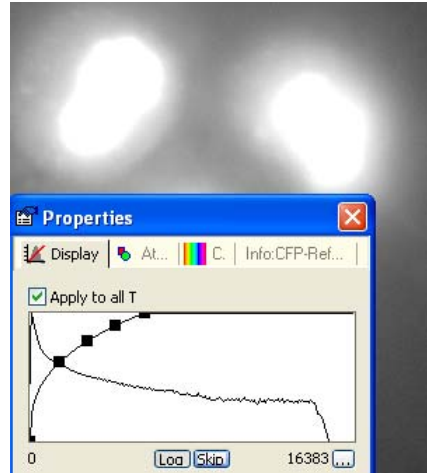 Properties
Display At... C. Info:CFP-Ref...
Apply to all T
0 Log Skip 16383 ...